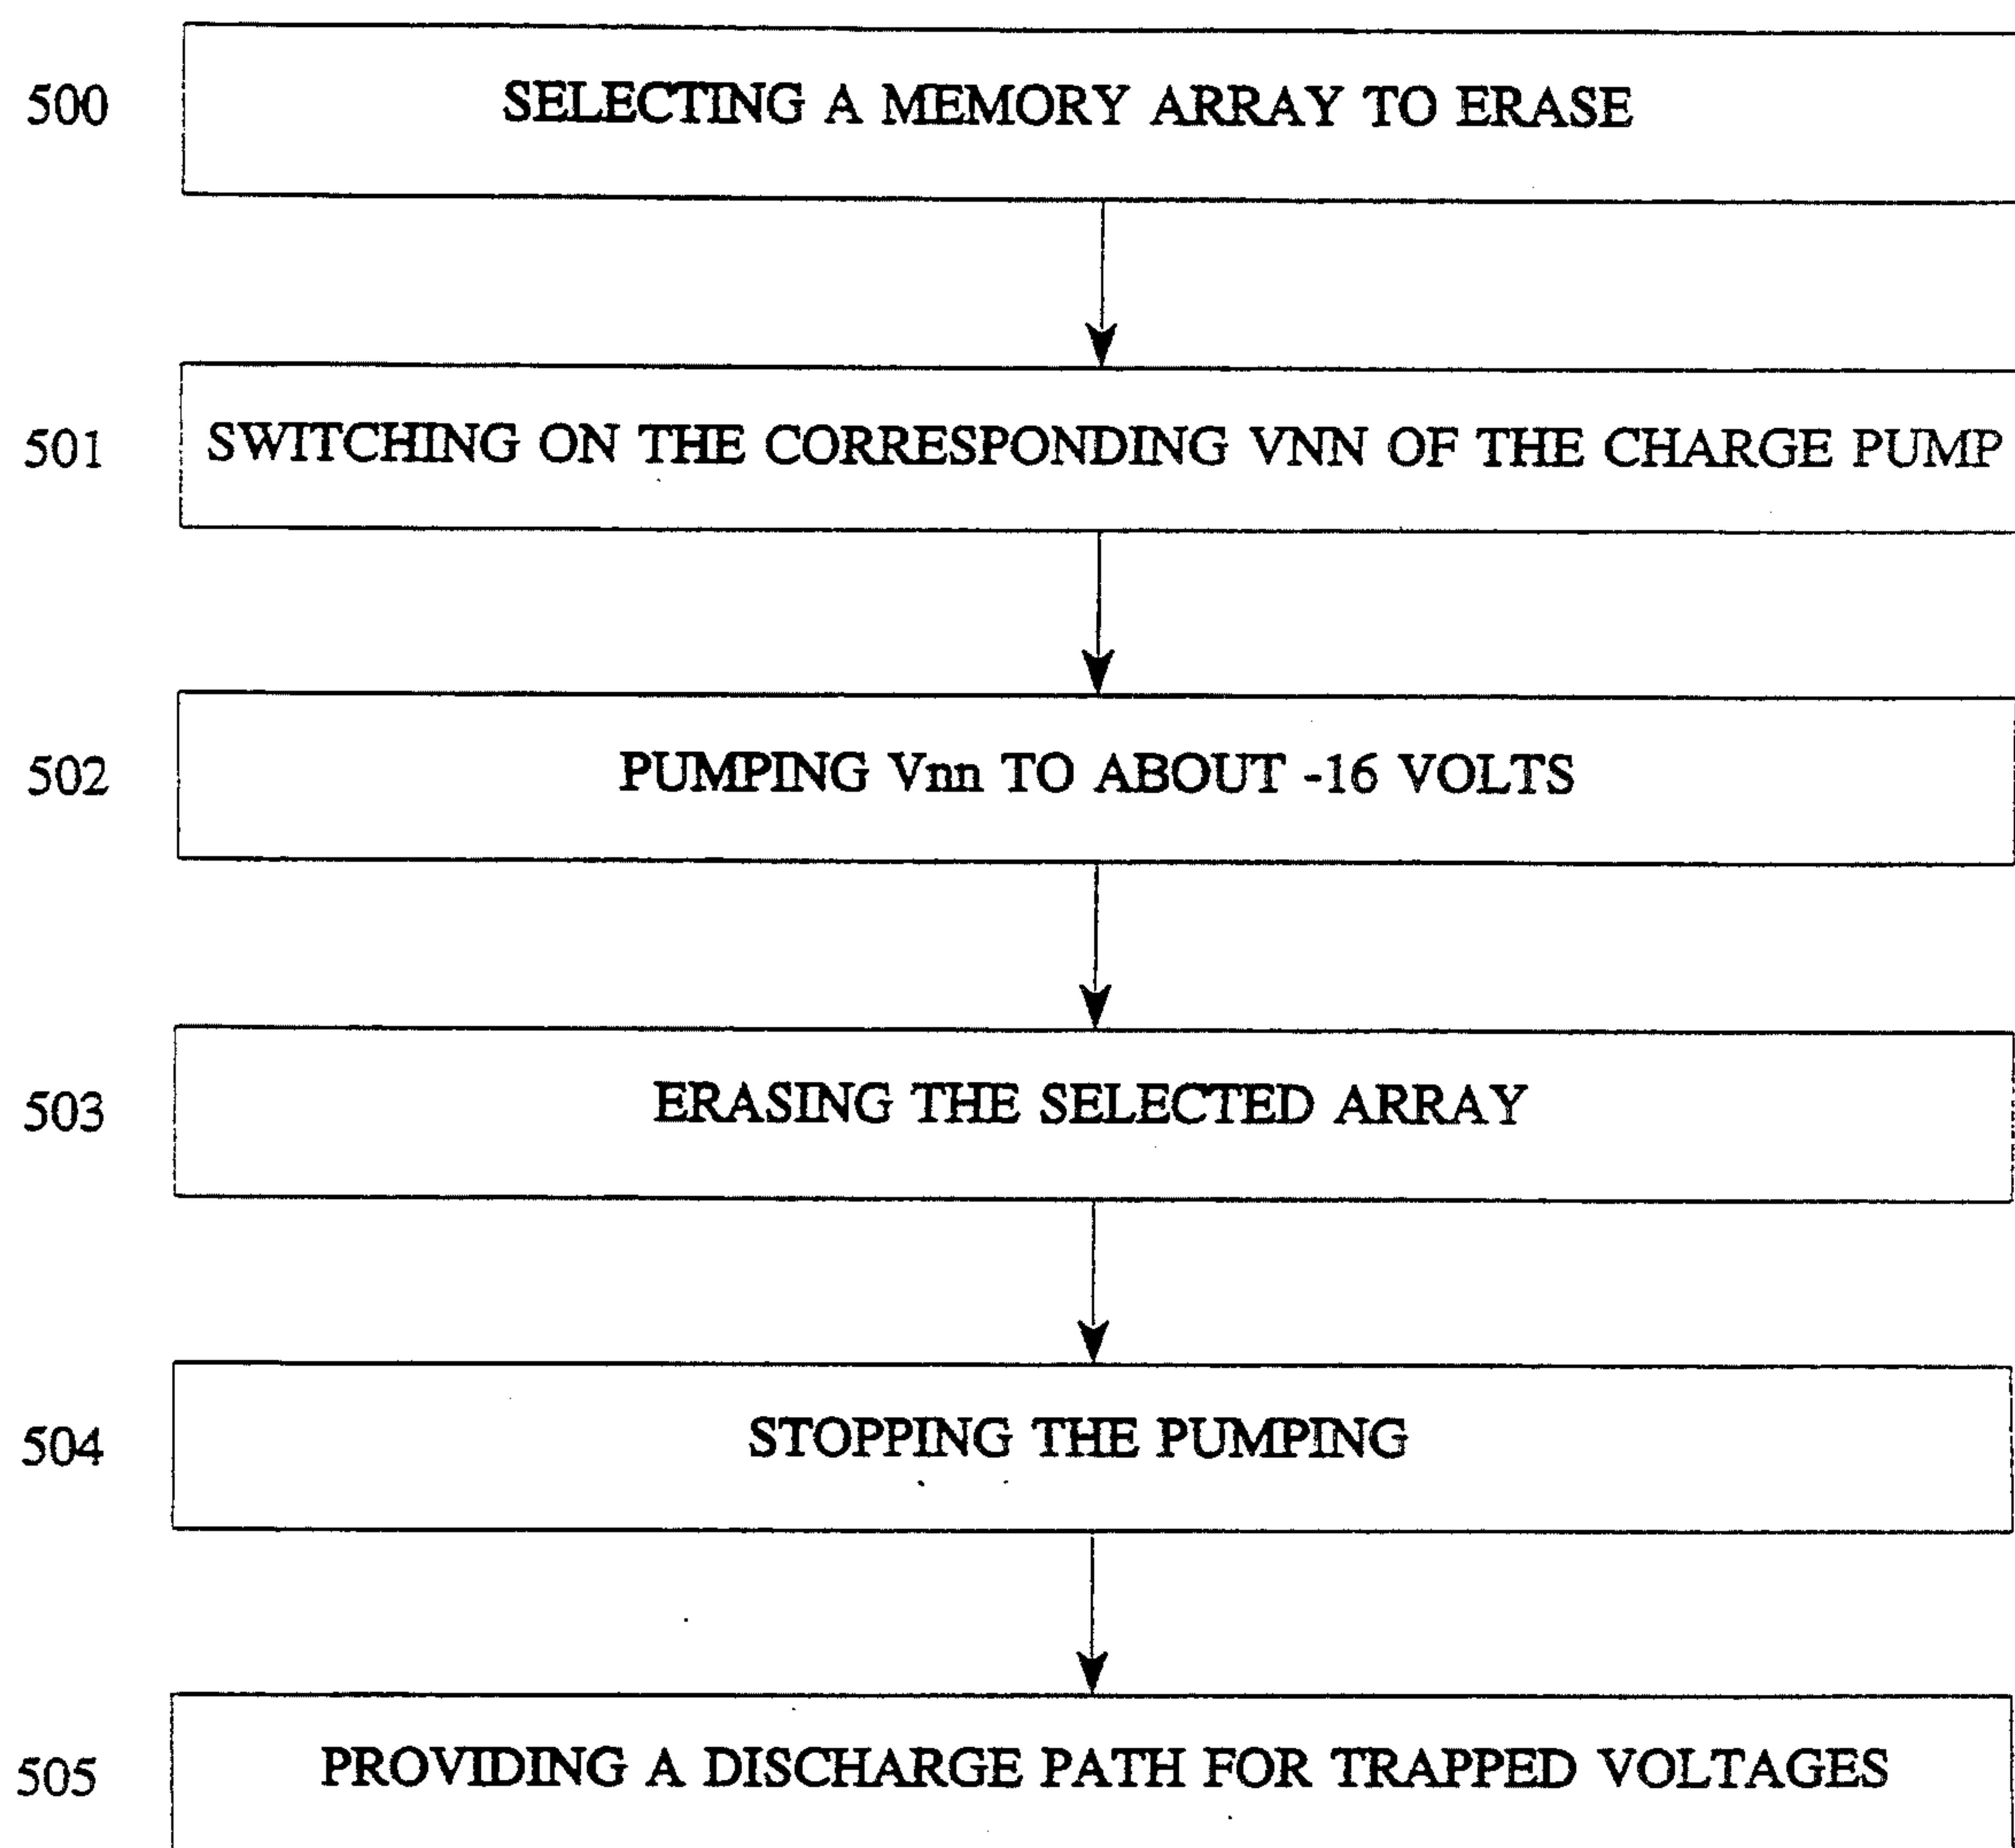 500 SELECTING A MEMORY ARRAY TO ERASE
501 SWITCHING ON THE CORRESPONDING VNN OF THE CHARGE PUMP
502 PUMPING Vnn TO ABOUT -16 VOLTS
503 ERASING THE SELECTED ARRAY
504 STOPPING THE PUMPING
505 PROVIDING A DISCHARGE PATH FOR TRAPPED VOLTAGES